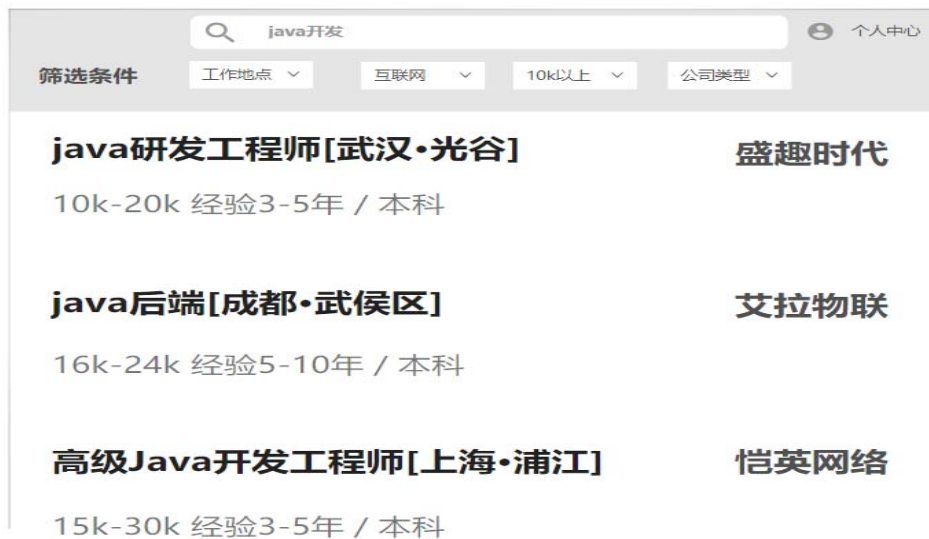 java开发 个人中心
筛选条件 工作地点 互联网 10k以上 公司类型
java研发工程师[武汉•光谷] 盛趣时代
10k-20k 经验3-5年 / 本科
java后端[成都•武侯区] 艾拉物联
16k-24k 经验5-10年 / 本科
高级Java开发工程师[上海•浦江] 恺英网络
15k-30k 经验3-5年 / 本科